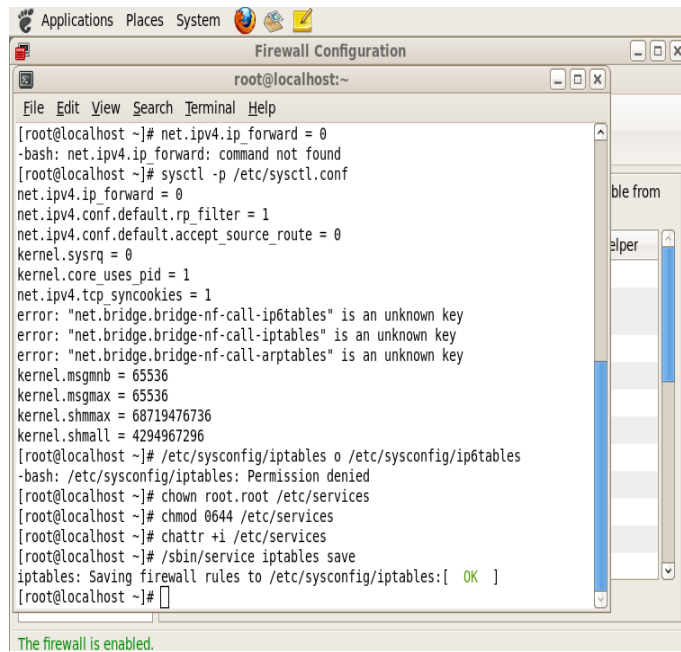 Applications Places System
Firewall Configuration
root@localhost:~
File Edit View Search Terminal Help
[root@localhost ~]# net.ipv4.ip_forward = 0
-bash: net.ipv4.ip_forward: command not found
[root@localhost ~]# sysctl -p /etc/sysctl.conf
net.ipv4.ip_forward = 0
net.ipv4.conf.default.rp_filter = 1
net.ipv4.conf.default.accept_source_route = 0
kernel.sysrq = 0
kernel.core_uses_pid = 1
net.ipv4.tcp_syncookies = 1
error: "net.bridge.bridge-nf-call-ip6tables" is an unknown key
error: "net.bridge.bridge-nf-call-iptables" is an unknown key
error: "net.bridge.bridge-nf-call-arptables" is an unknown key
kernel.msgmnb = 65536
kernel.msgmax = 65536
kernel.shmmax = 68719476736
kernel.shmall = 4294967296
[root@localhost ~]# /etc/sysconfig/iptables o /etc/sysconfig/ip6tables
-bash: /etc/sysconfig/iptables: Permission denied
[root@localhost ~]# chown root.root /etc/services
[root@localhost ~]# chmod 0644 /etc/services
[root@localhost ~]# chattr +i /etc/services
[root@localhost ~]# /sbin/service iptables save
iptables: Saving firewall rules to /etc/sysconfig/iptables:[  OK  ]
[root@localhost ~]#
ble from
elper
The firewall is enabled.